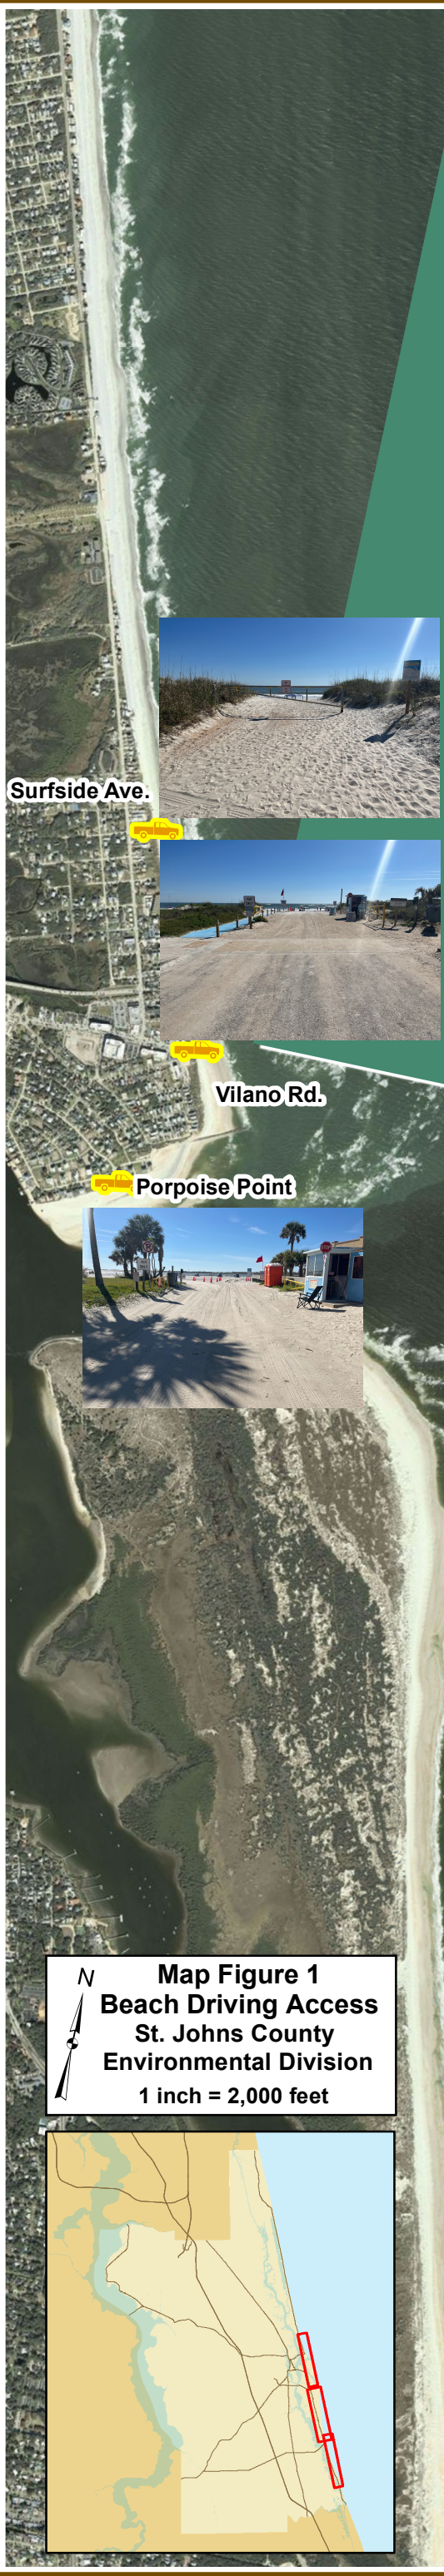 Surfside Ave.
Vilano Rd.
Porpoise Point
STOP
N
Map Figure 1
Beach Driving Access
St. Johns County
Environmental Division
1 inch = 2,000 feet